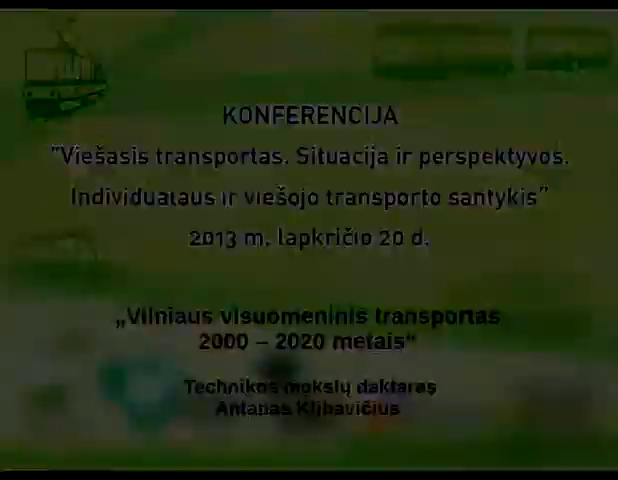 KONFERENCIJA
"Viešasis transportas. Situacija ir perspektyvos.
Individualaus ir viešojo transporto santykis"
2013 m. lapkričio 20 d.
„Vilniaus visuomeninis transportas
2000 – 2020 metais“
Technikos mokslų daktaras
Antanas Klibavičius